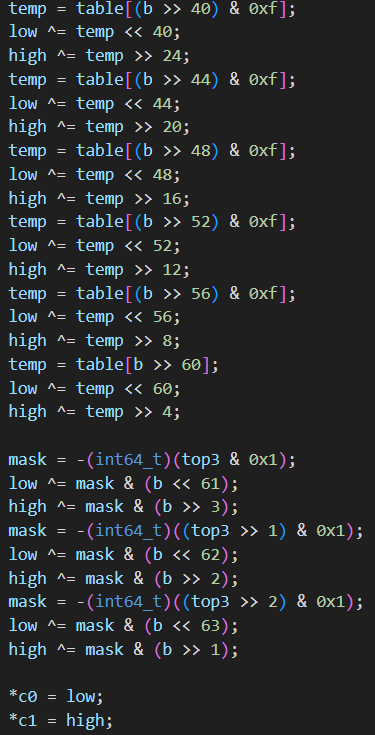 temp = table[(b >> 40) & 0xf];
low ^= temp << 40;
high ^= temp >> 24;
temp = table[(b >> 44) & 0xf];
low ^= temp << 44;
high ^= temp >> 20;
temp = table[(b >> 48) & 0xf];
low ^= temp << 48;
high ^= temp >> 16;
temp = table[(b >> 52) & 0xf];
low ^= temp << 52;
high ^= temp >> 12;
temp = table[(b >> 56) & 0xf];
low ^= temp << 56;
high ^= temp >> 8;
temp = table[b >> 60];
low ^= temp << 60;
high ^= temp >> 4;

mask = -(int64_t)(top3 & 0x1);
low ^= mask & (b << 61);
high ^= mask & (b >> 3);
mask = -(int64_t)((top3 >> 1) & 0x1);
low ^= mask & (b << 62);
high ^= mask & (b >> 2);
mask = -(int64_t)((top3 >> 2) & 0x1);
low ^= mask & (b << 63);
high ^= mask & (b >> 1);

*c0 = low;
*c1 = high;